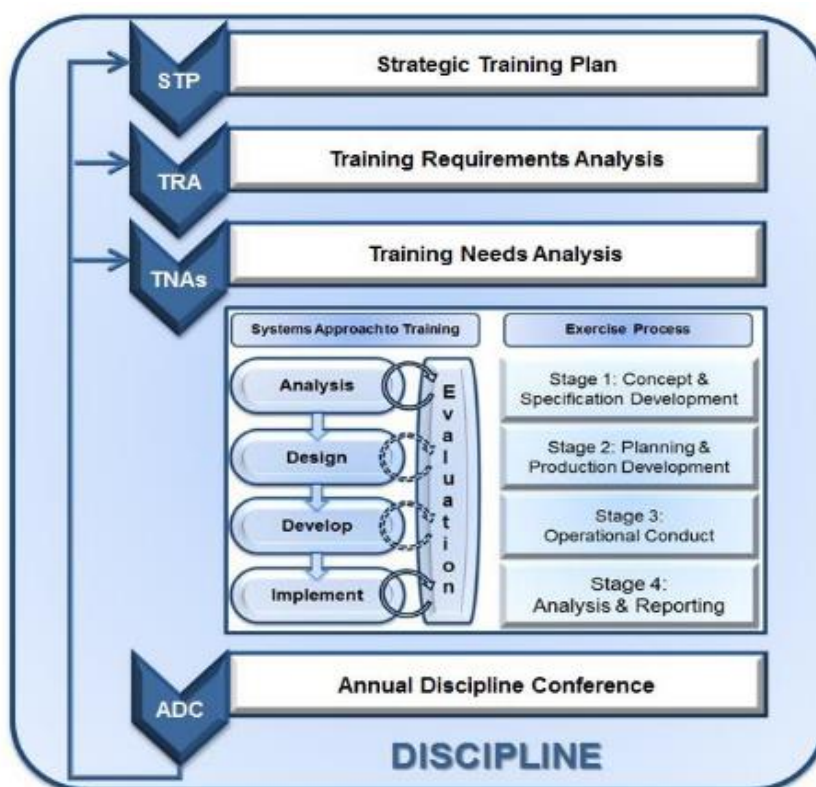 STP
Strategic Training Plan
TRA
Training Requirements Analysis
TNAs
Training Needs Analysis
Systems Approach to Training
Exercise Process
Analysis
Design
Develop
Implement
Evaluation
Stage 1: Concept &
Specification Development
Stage 2: Planning &
Production Development
Stage 3:
Operational Conduct
Stage 4:
Analysis & Reporting
ADC
Annual Discipline Conference
DISCIPLINE